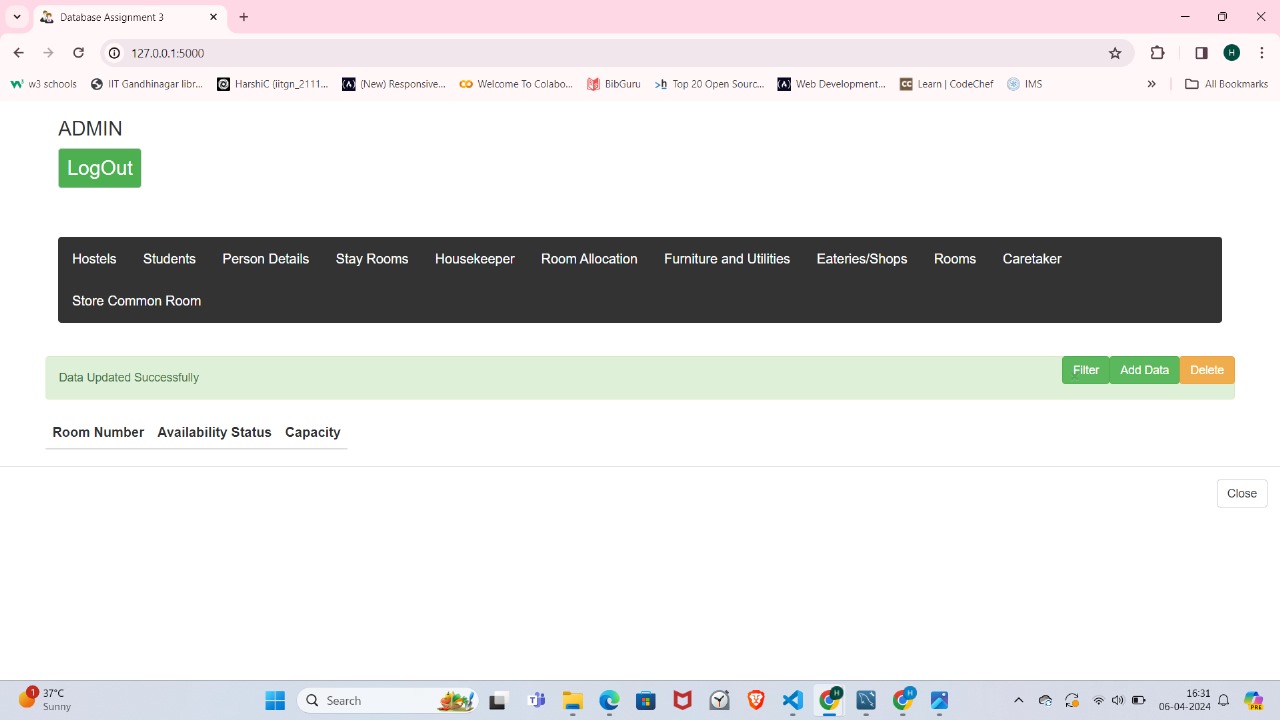 Database Assignment 3
127.0.0.1:5000
H
w3 schools IIT Gandhinagar libr... HarshiC (iitgn_2111... (New) Responsive... Welcome To Colabo... BibGuru Top 20 Open Sourc... Web Development... Learn | CodeChef IMS » All Bookmarks
ADMIN
LogOut
Hostels Students Person Details Stay Rooms Housekeeper Room Allocation Furniture and Utilities Eateries/Shops Rooms Caretaker
Store Common Room
Data Updated Successfully Filter Add Data Delete
Room Number Availability Status Capacity
Close
1 37°C
Sunny
Search
16:31
06-04-2024
PRE